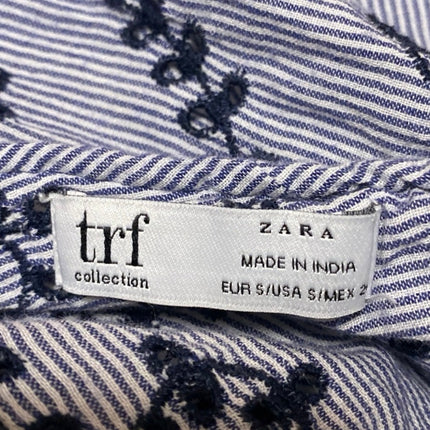 trf
collection
ZARA
MADE IN INDIA
EUR S/USA S/MEX